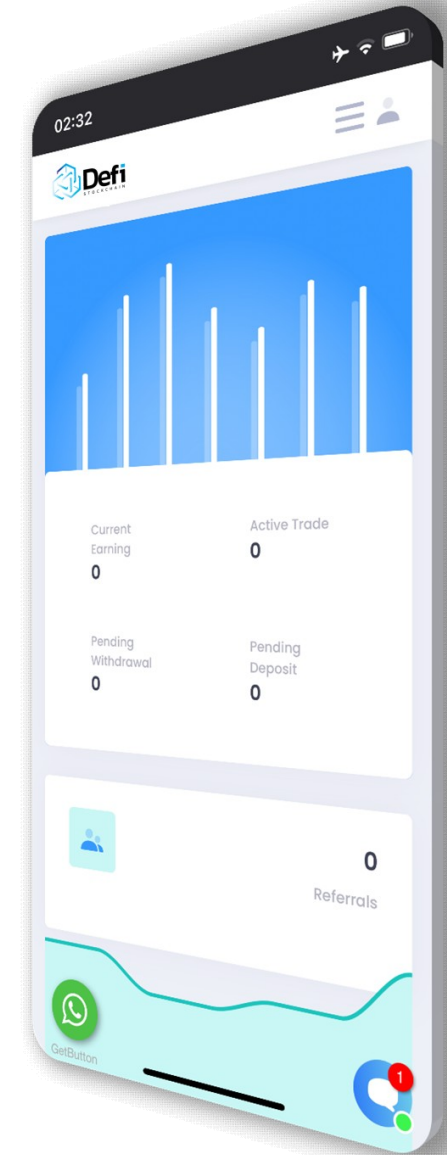 02:32
Defi
STOCKCHAIN
Current
Earning
0
Active Trade
0
Pending
Withdrawal
0
Pending
Deposit
0
0
Referrals
GetButton
1